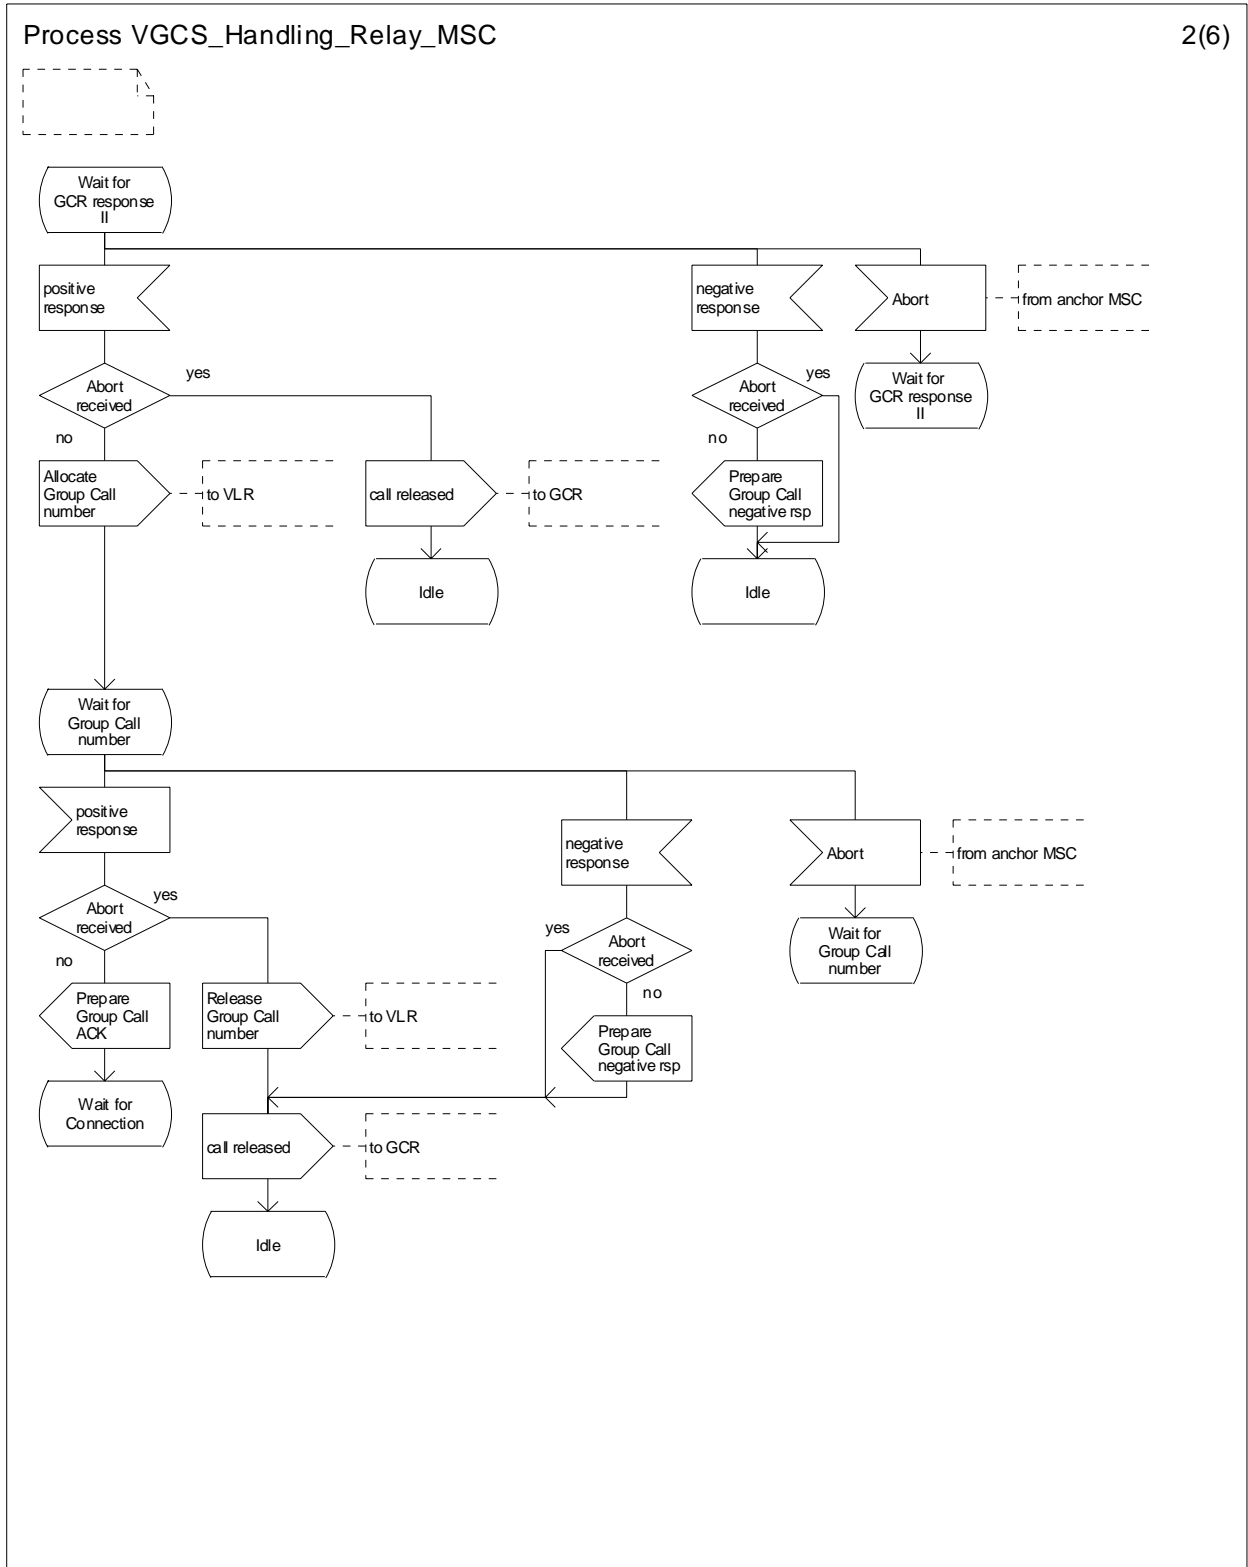 Process VGCS_Handling_Relay_MSC
2(6)
Wait for
GCR response
II
positive
response
negative
response
Abort
from anchor MSC
Abort
received
yes
no
Abort
received
yes
no
Wait for
GCR response
II
Allocate
Group Call
number
to VLR
call released
to GCR
Prepare
Group Call
negative rsp
Idle
Idle
Wait for
Group Call
number
positive
response
negative
response
Abort
from anchor MSC
Abort
received
yes
no
Abort
received
yes
no
Wait for
Group Call
number
Prepare
Group Call
ACK
Release
Group Call
number
to VLR
Prepare
Group Call
negative rsp
Wait for
Connection
call released
to GCR
Idle